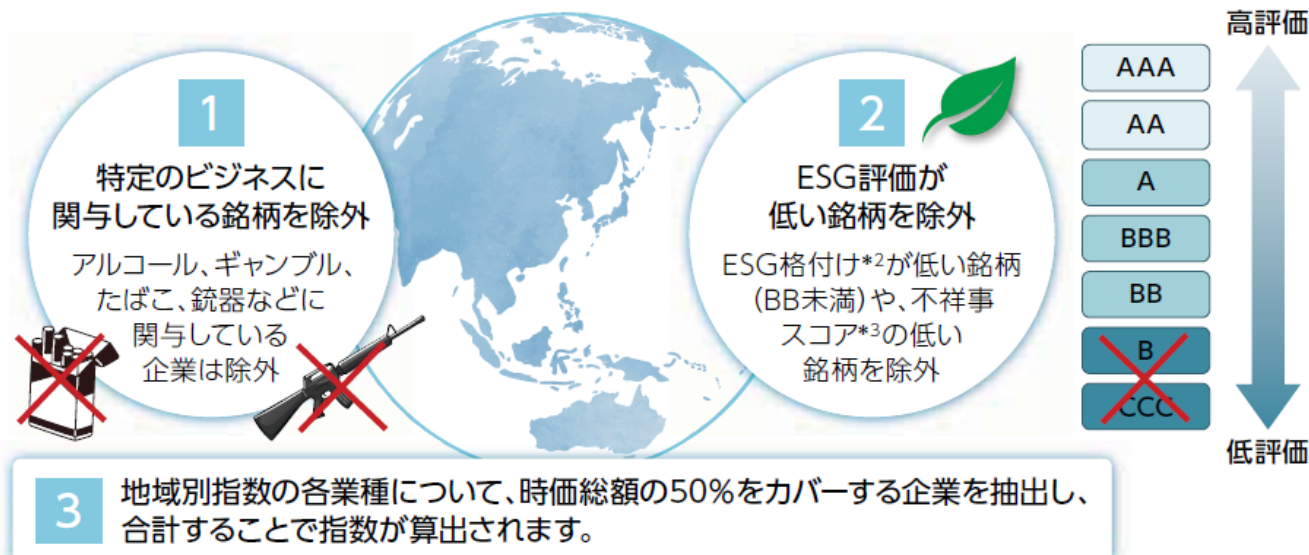 1
特定のビジネスに
関与している銘柄を除外
アルコール、ギャンブル、
たばこ、銃器などに
関与している
企業は除外
2
ESG評価が
低い銘柄を除外
ESG格付け*2が低い銘柄
(BB未満)や、不祥事
スコア*3の低い
銘柄を除外
高評価
AAA
AA
A
BBB
BB
B
CCC
低評価
3
地域別指数の各業種について、時価総額の50%をカバーする企業を抽出し、
合計することで指数が算出されます。